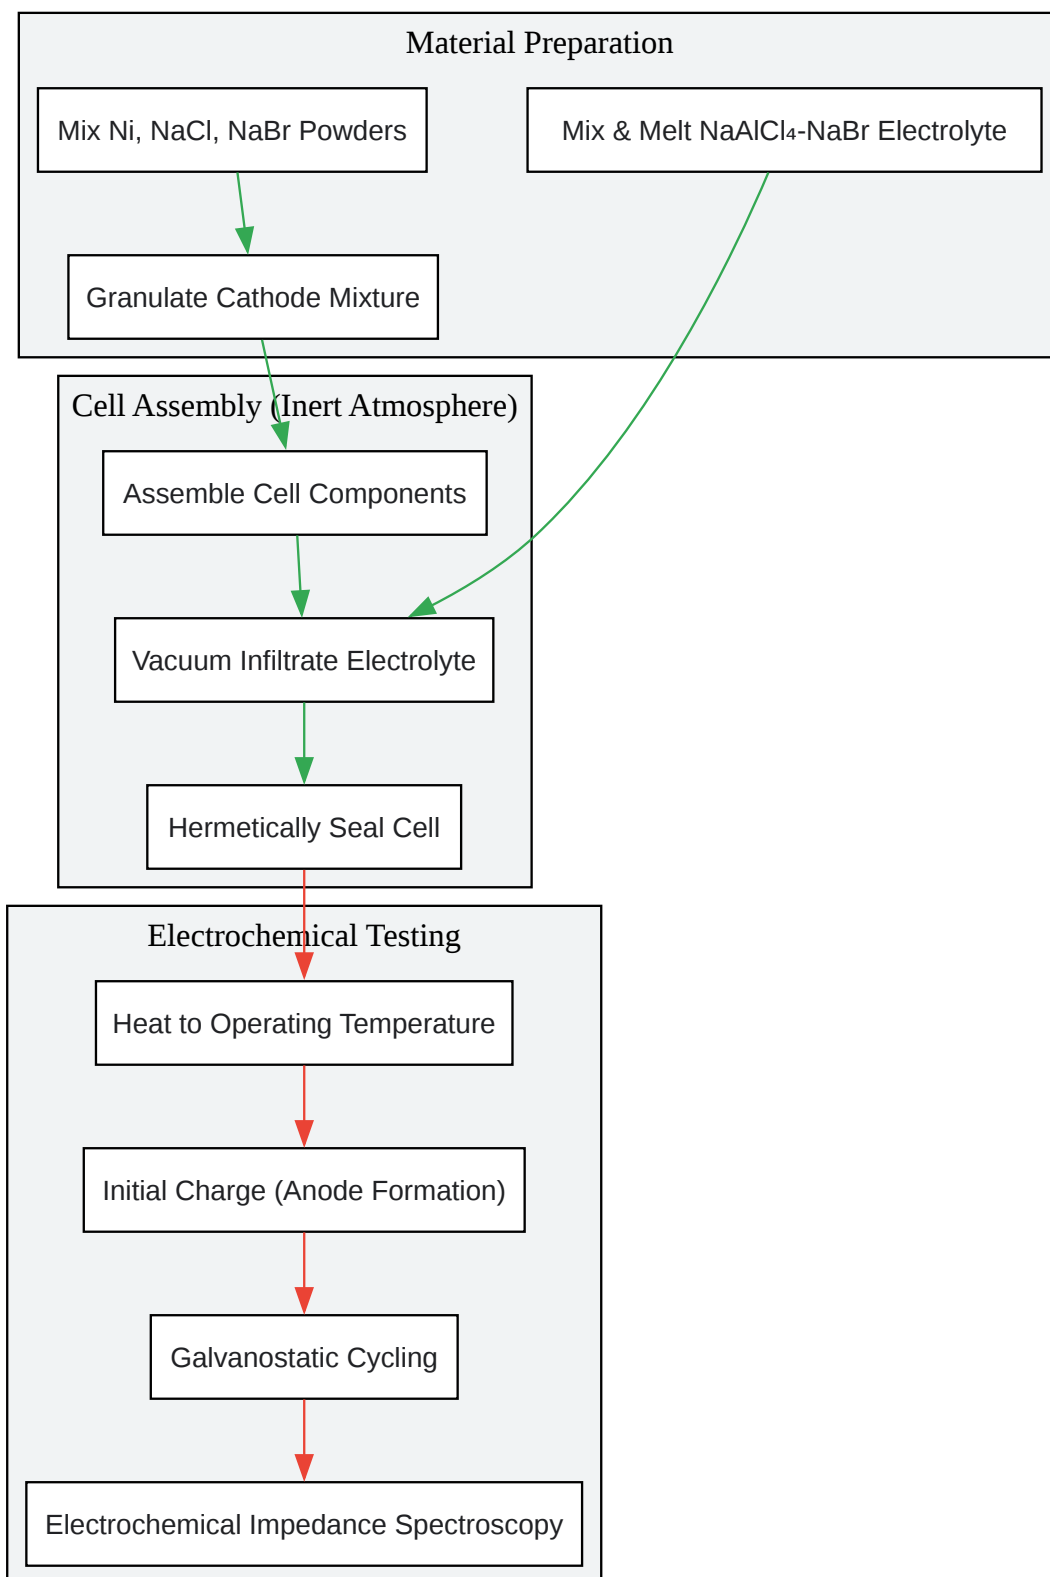 Material Preparation
Mix Ni, NaCl, NaBr Powders
Mix & Melt NaAlCl₄-NaBr Electrolyte
Granulate Cathode Mixture
Cell Assembly (Inert Atmosphere)
Assemble Cell Components
Vacuum Infiltrate Electrolyte
Hermetically Seal Cell
Electrochemical Testing
Heat to Operating Temperature
Initial Charge (Anode Formation)
Galvanostatic Cycling
Electrochemical Impedance Spectroscopy